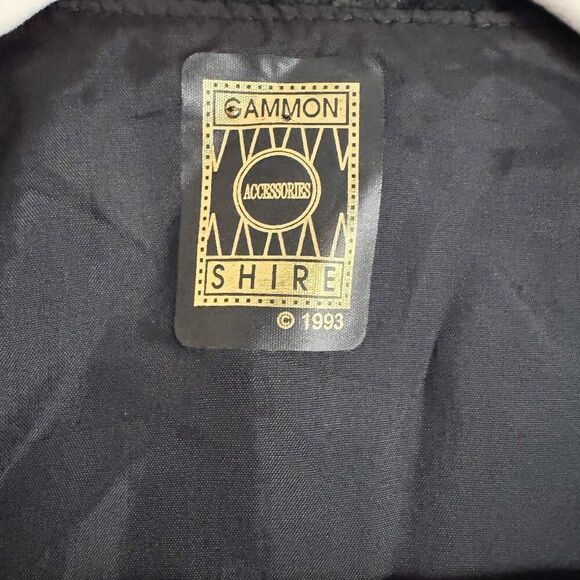 GAMMON
ACCESSORIES
SHIRE
© 1993